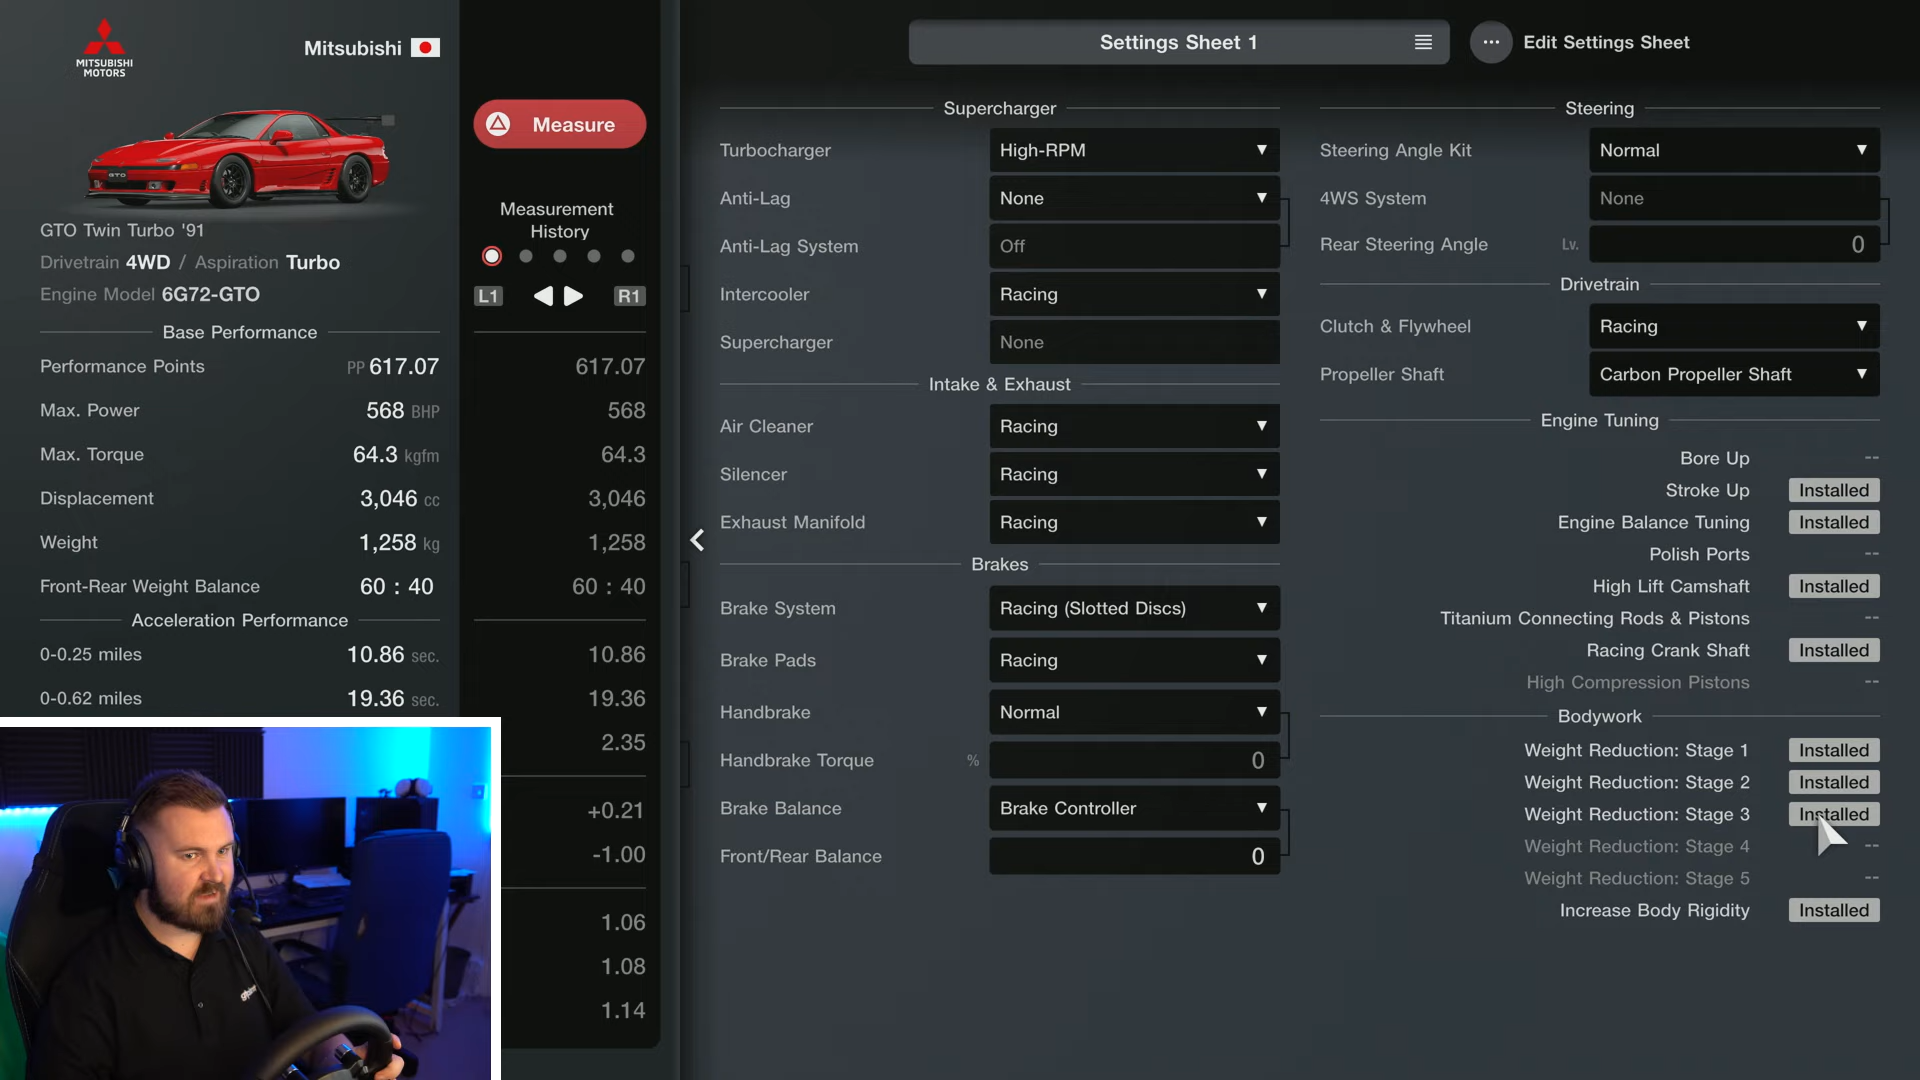 MITSUBISHI
MOTORS
Mitsubishi
GTO Twin Turbo '91
Drivetrain 4WD / Aspiration Turbo
Engine Model 6G72-GTO
Base Performance
Performance Points PP 617.07
Max. Power 568 BHP
Max. Torque 64.3 kgfm
Displacement 3,046 cc
Weight 1,258 kg
Front-Rear Weight Balance 60 : 40
Acceleration Performance
0-0.25 miles 10.86 sec.
0-0.62 miles 19.36 sec.
Measure
Measurement
History
L1 R1
617.07
568
64.3
3,046
1,258
60 : 40
10.86
19.36
2.35
+0.21
-1.00
1.06
1.08
1.14
Settings Sheet 1
Edit Settings Sheet
Supercharger
Turbocharger High-RPM
Anti-Lag None
Anti-Lag System Off
Intercooler Racing
Supercharger None
Intake & Exhaust
Air Cleaner Racing
Silencer Racing
Exhaust Manifold Racing
Brakes
Brake System Racing (Slotted Discs)
Brake Pads Racing
Handbrake Normal
Handbrake Torque % 0
Brake Balance Brake Controller
Front/Rear Balance 0
Steering
Steering Angle Kit Normal
4WS System None
Rear Steering Angle Lv. 0
Drivetrain
Clutch & Flywheel Racing
Propeller Shaft Carbon Propeller Shaft
Engine Tuning
Bore Up --
Stroke Up Installed
Engine Balance Tuning Installed
Polish Ports --
High Lift Camshaft Installed
Titanium Connecting Rods & Pistons --
Racing Crank Shaft Installed
High Compression Pistons --
Bodywork
Weight Reduction: Stage 1 Installed
Weight Reduction: Stage 2 Installed
Weight Reduction: Stage 3 Installed
Weight Reduction: Stage 4 --
Weight Reduction: Stage 5 --
Increase Body Rigidity Installed